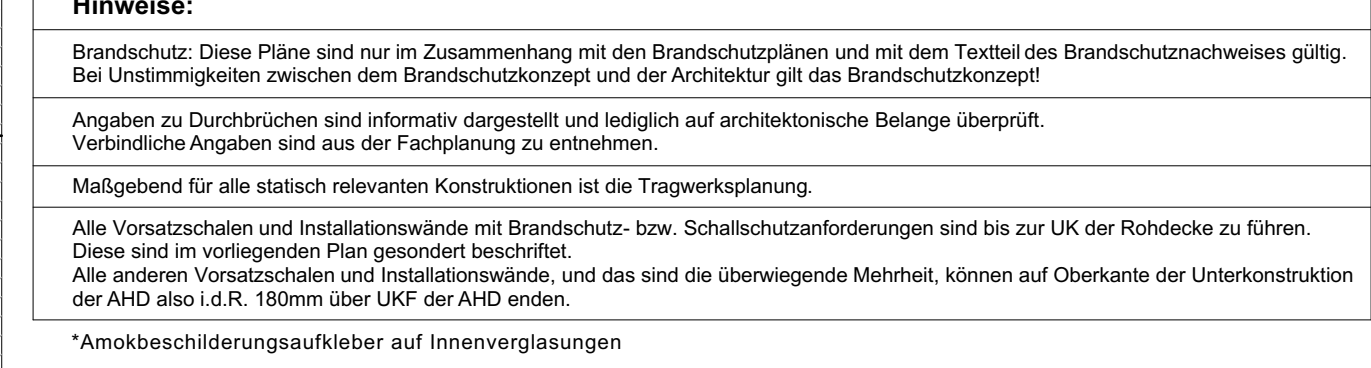 Hinweise:
Brandschutz: Diese Pläne sind nur im Zusammenhang mit den Brandschutzplänen und mit dem Textteil des Brandschutznachweises gültig.
Bei Unstimmigkeiten zwischen dem Brandschutzkonzept und der Architektur gilt das Brandschutzkonzept!
Angaben zu Durchbrüchen sind informativ dargestellt und lediglich auf architektonische Belange überprüft.
Verbindliche Angaben sind aus der Fachplanung zu entnehmen.
Maßgebend für alle statisch relevanten Konstruktionen ist die Tragwerksplanung.
Alle Vorsatzschalen und Installationswände mit Brandschutz- bzw. Schallschutzanforderungen sind bis zur UK der Rohdecke zu führen.
Diese sind im vorliegenden Plan gesondert beschriftet.
Alle anderen Vorsatzschalen und Installationswände, und das sind die überwiegende Mehrheit, können auf Oberkante der Unterkonstruktion
der AHD also i.d.R. 180mm über UKF der AHD enden.
*Amokbeschilderungsaufkleber auf Innenverglasungen